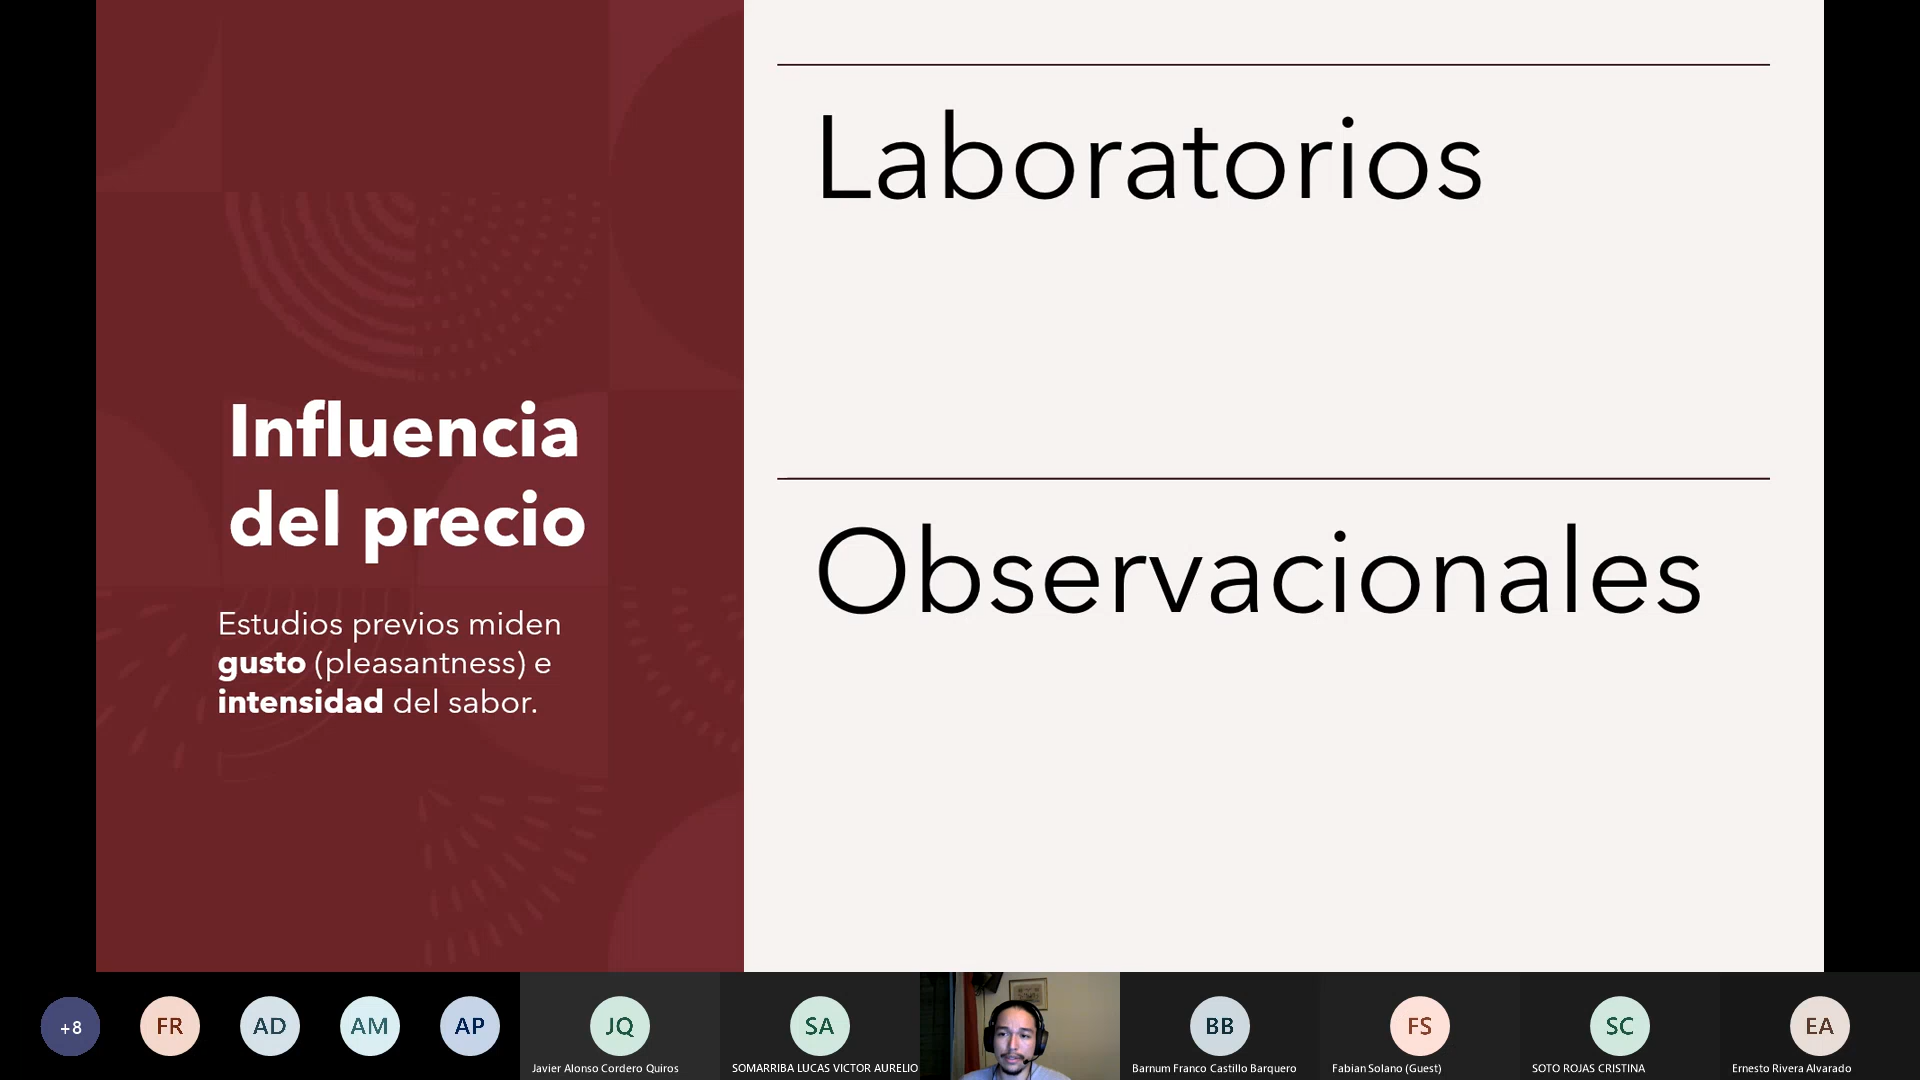 Influencia
del precio
Estudios previos miden
gusto (pleasantness) e
intensidad del sabor.
Laboratorios
Observacionales
+8
FR
AD
AM
AP
JQ
Javier Alonso Cordero Quiros
SA
SOMARRIBA LUCAS VICTOR AURELIO
BB
Barnum Franco Castillo Barquero
FS
Fabian Solano (Guest)
SC
SOTO ROJAS CRISTINA
EA
Ernesto Rivera Alvarado